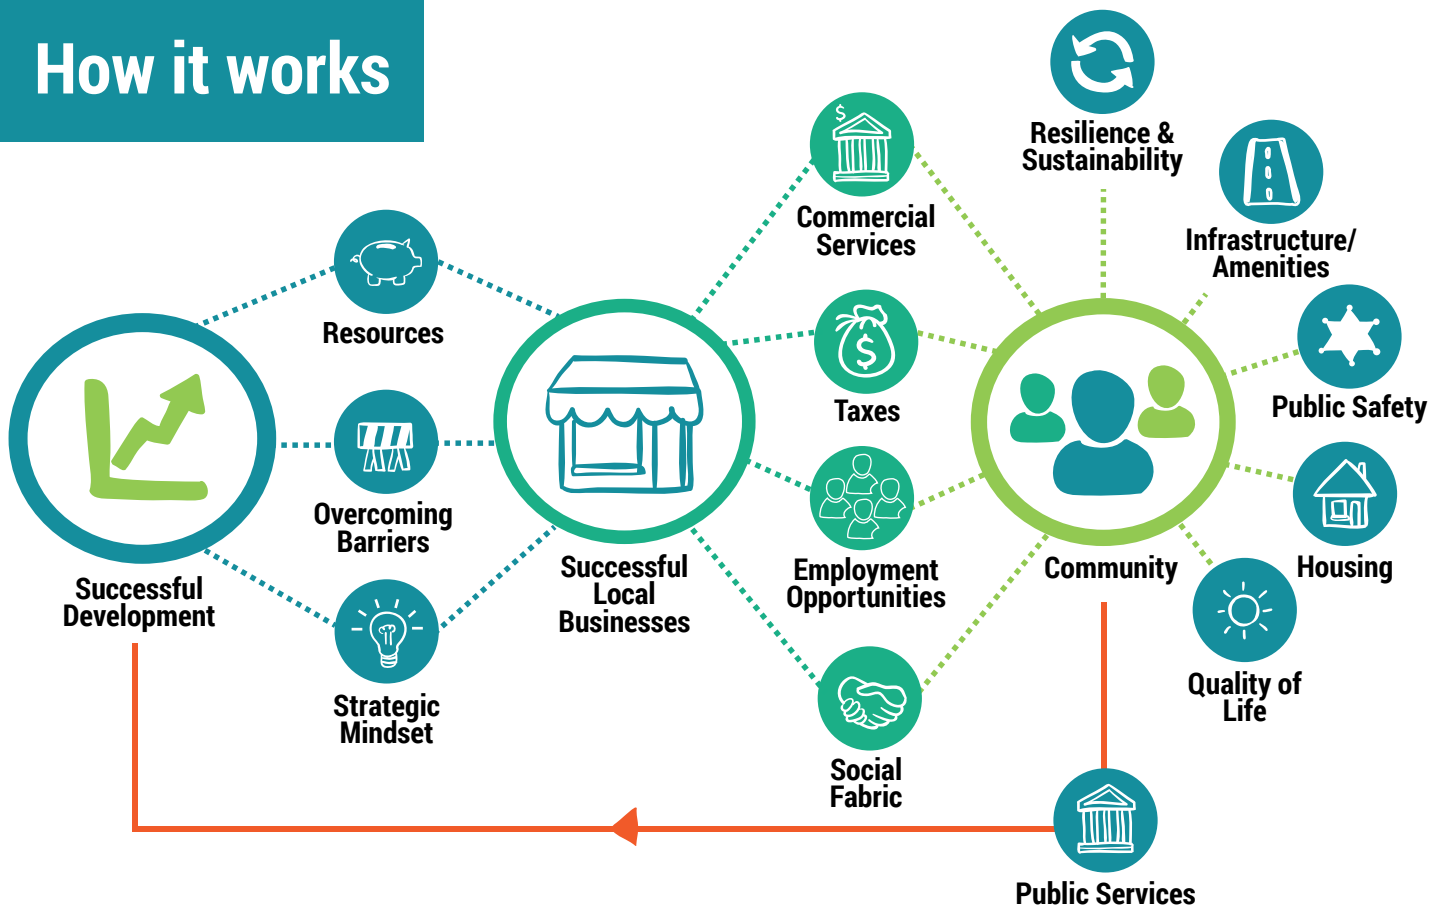 How it works
Resilience &
Sustainability
Infrastructure/
Amenities
$
Commercial
Services
Resources
$
Taxes
Public Safety
Overcoming
Barriers
Successful
Development
Successful
Local
Businesses
Employment
Opportunities
Community
Housing
Strategic
Mindset
Quality of
Life
Social
Fabric
Public Services